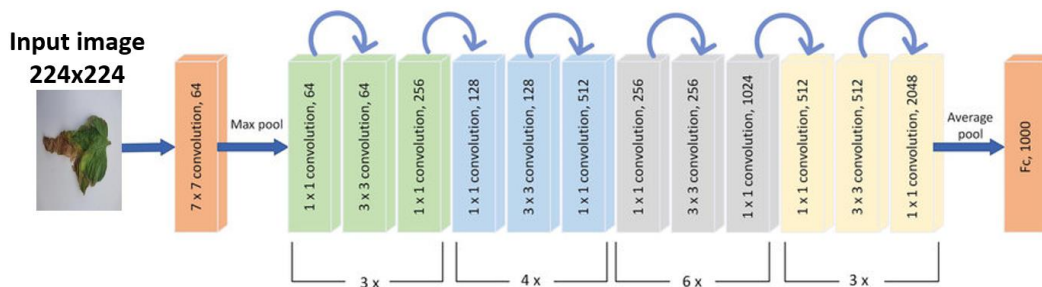 Input image
224x224
7 x 7 convolution, 64
Max pool
1 x 1 convolution, 64
3 x 3 convolution, 64
1 x 1 convolution, 256
1 x 1 convolution, 128
3 x 3 convolution, 128
1 x 1 convolution, 512
1 x 1 convolution, 256
3 x 3 convolution, 256
1 x 1 convolution, 1024
1 x 1 convolution, 512
3 x 3 convolution, 512
1 x 1 convolution, 2048
Average
pool
Fc, 1000
3 x
4 x
6 x
3 x